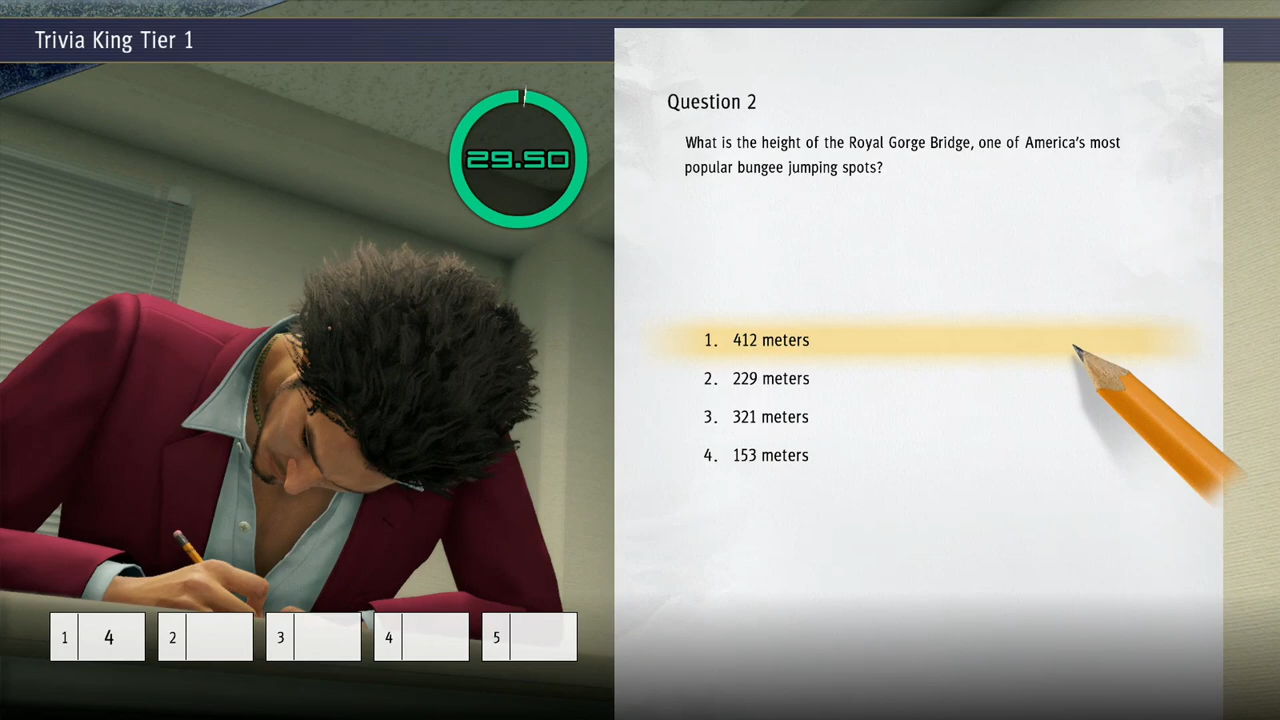 Trivia King Tier 1
29.50
Question 2
What is the height of the Royal Gorge Bridge, one of America's most
popular bungee jumping spots?
1. 412 meters
2. 229 meters
3. 321 meters
4. 153 meters
1 4 2 3 4 5